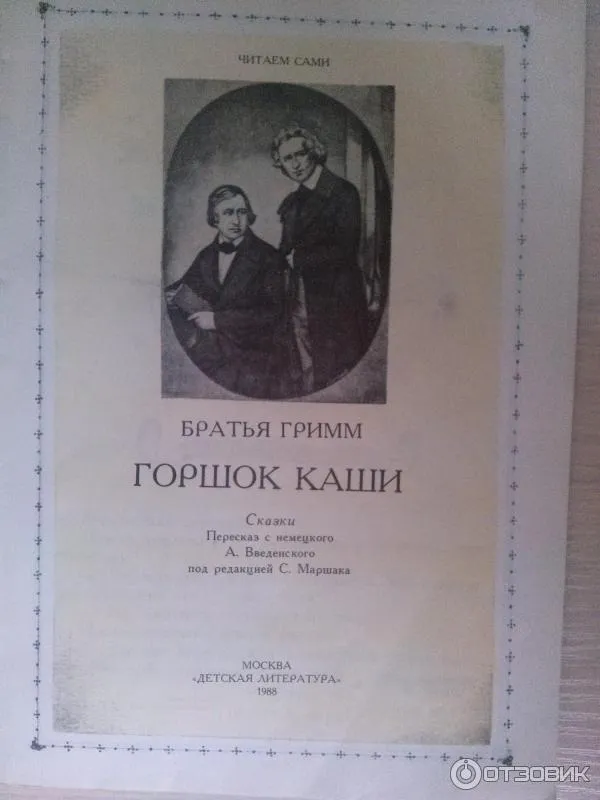 ЧИТАЕМ САМИ
БРАТЬЯ ГРИММ
ГОРШОК КАШИ
Сказки
Пересказ с немецкого
А. Введенского
под редакцией С. Маршака
МОСКВА
«ДЕТСКАЯ ЛИТЕРАТУРА»
1988
ОТЗОВИК